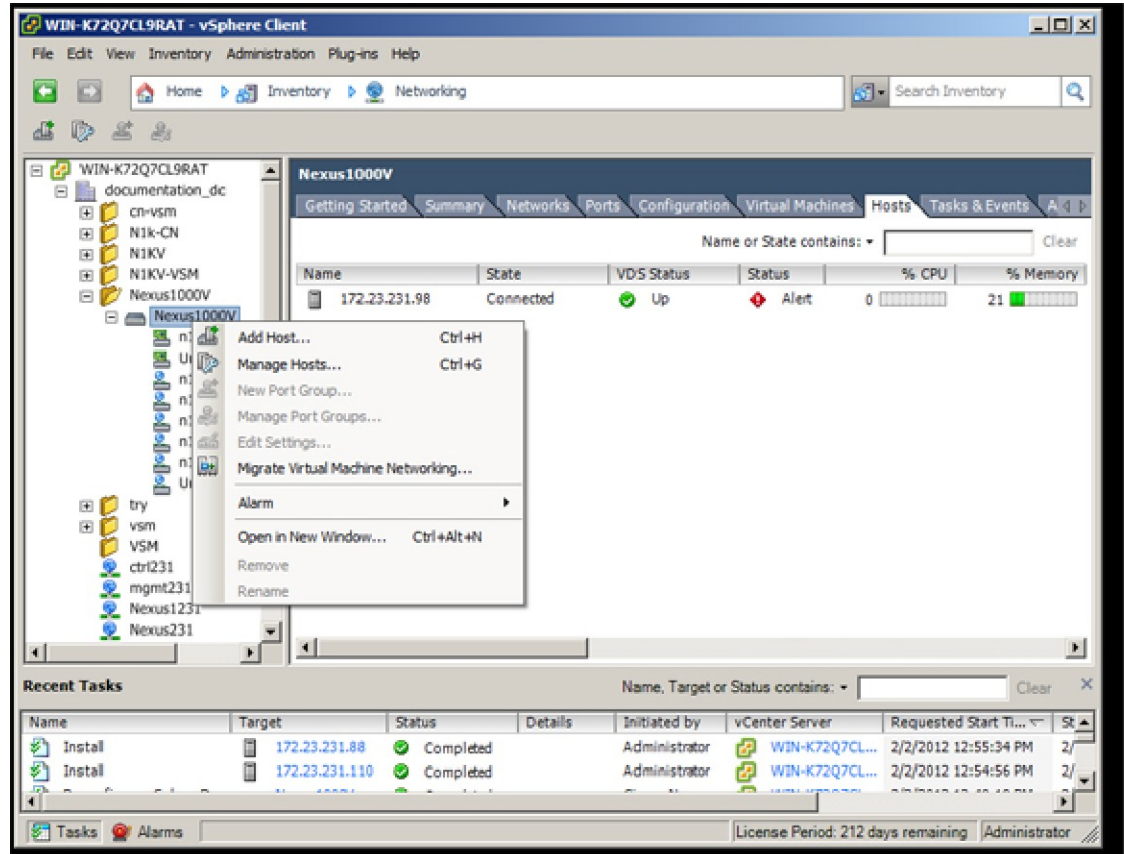 WIN-K72Q7CL9RAT - vSphere Client
File Edit View Inventory Administration Plug-ins Help
Home Inventory Networking
Search Inventory
WIN-K72Q7CL9RAT
documentation_dc
cn-vsm
N1k-CN
N1KV
N1KV-VSM
Nexus1000V
Nexus1000V
try
vsm
VSM
ctrl231
mgmt231
Nexus1231
Nexus231
Add Host... Ctrl+H
Manage Hosts... Ctrl+G
New Port Group...
Manage Port Groups...
Edit Settings...
Migrate Virtual Machine Networking...
Alarm
Open in New Window... Ctrl+Alt+N
Remove
Rename
Nexus1000V
Getting Started Summary Networks Ports Configuration Virtual Machines Hosts Tasks & Events A
Name or State contains: Clear
Name State VDS Status Status % CPU % Memory
172.23.231.98 Connected Up Alert 0 21
Recent Tasks Name, Target or Status contains: Clear
Name Target Status Details Initiated by vCenter Server Requested Start Ti... St
Install 172.23.231.88 Completed Administrator WIN-K72Q7CL... 2/2/2012 12:55:34 PM 2/
Install 172.23.231.110 Completed Administrator WIN-K72Q7CL... 2/2/2012 12:54:56 PM 2/
Tasks Alarms License Period: 212 days remaining Administrator